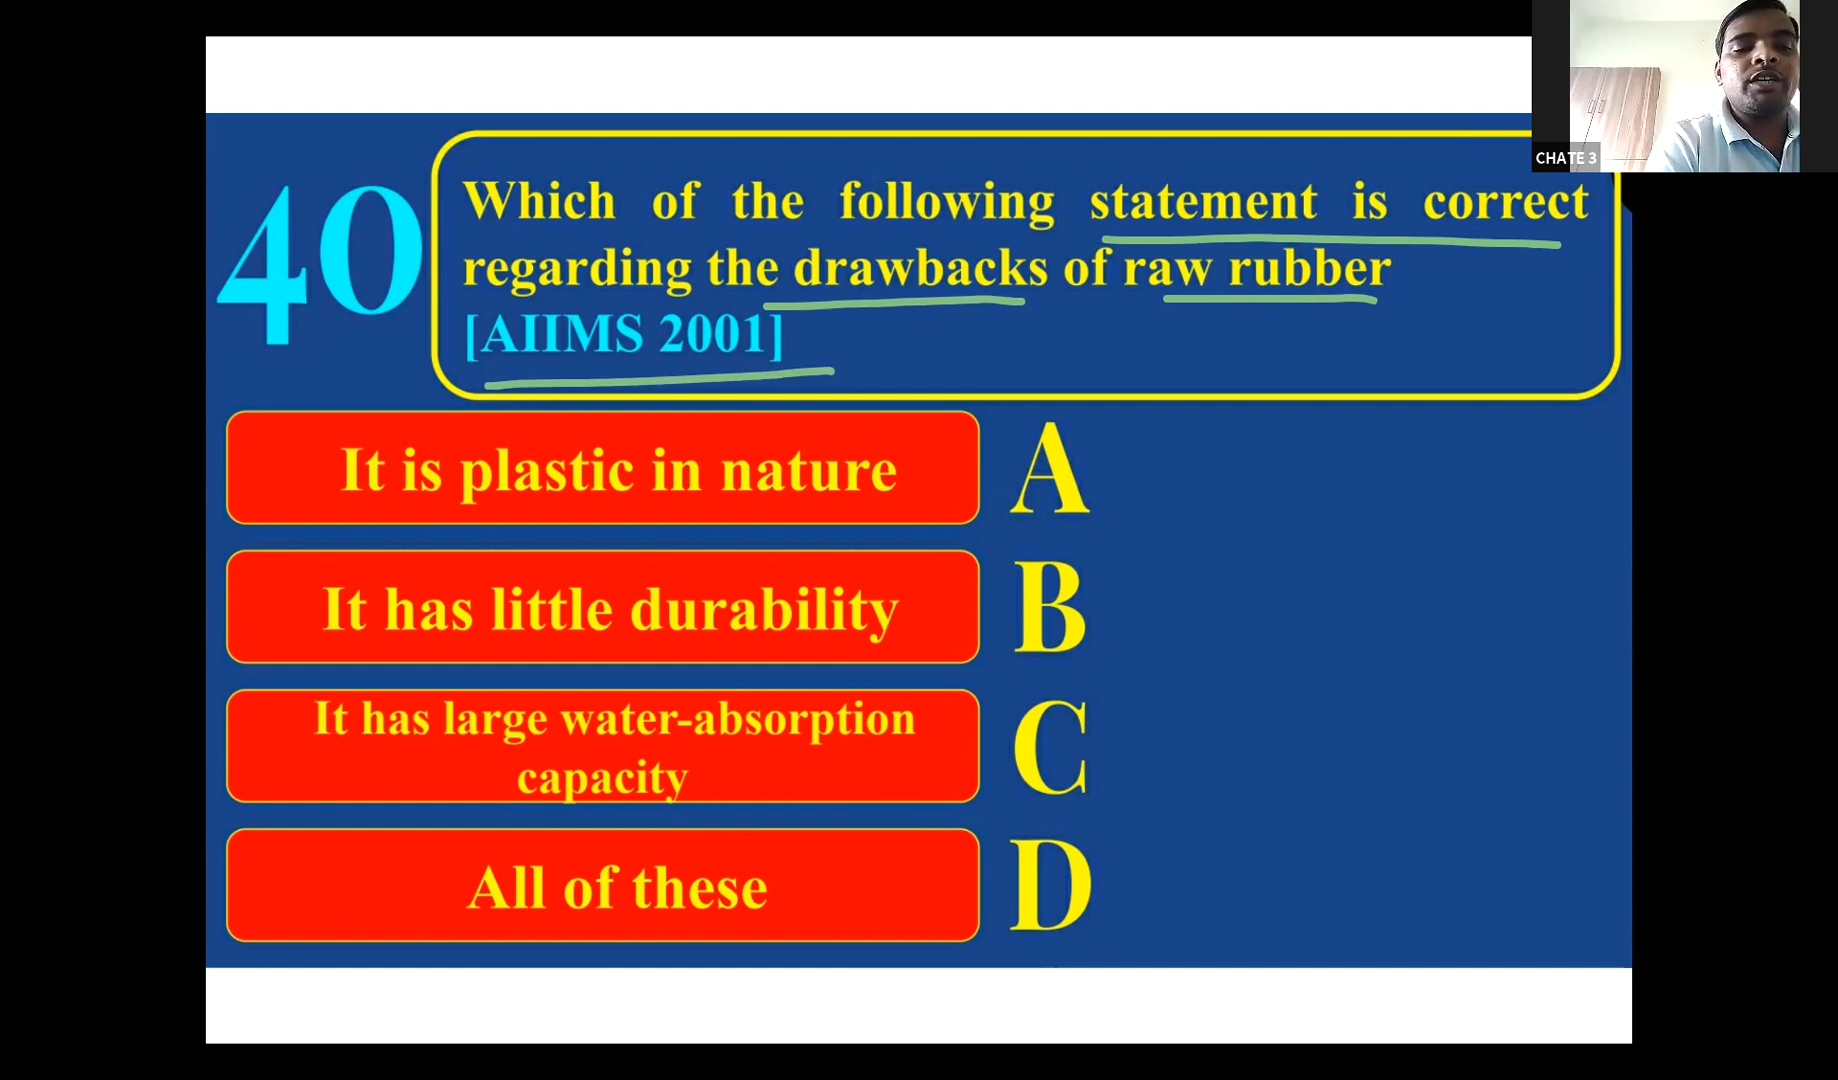 CHATE 3
40
Which of the following statement is correct
regarding the drawbacks of raw rubber
[AIIMS 2001]
It is plastic in nature
A
It has little durability
B
It has large water-absorption
capacity
C
All of these
D